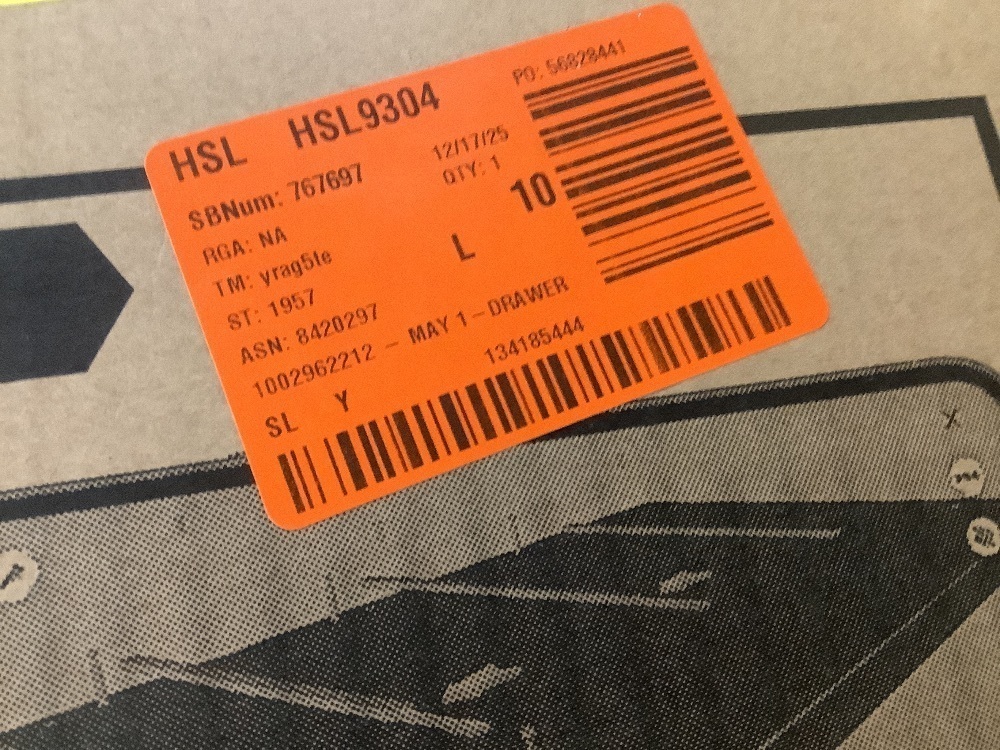 HSL HSL9304
PO: 56828441
SBNum: 767697
12/17/25
QTY: 1
RGA: NA
10
TM: yrag5te
L
ST: 1957
ASN: 8420297
1002962212 - MAY 1-DRAWER
134185444
SL Y
X